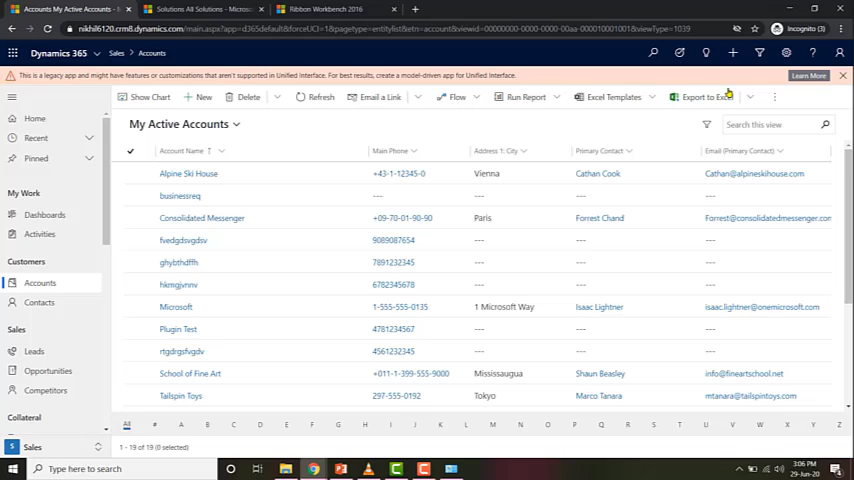 Accounts My Active Accounts -
Solutions All Solutions - Microsoft
Ribbon Workbench 2016
nikhil6120.crm8.dynamics.com/main.aspx?app=d365default&forceUCI=1&pagetype=entitylist&etn=account&viewid=00000000-0000-0000-00aa-000010001001&viewType=1039
Incognito (3)
Dynamics 365
Sales > Accounts
This is a legacy app and might have features or customizations that aren't supported in Unified Interface. For best results, create a model-driven app for Unified Interface.
Learn More
Show Chart
New
Delete
Refresh
Email a Link
Flow
Run Report
Excel Templates
Export to Excel
Home
Recent
Pinned
My Work
Dashboards
Activities
Customers
Accounts
Contacts
Sales
Leads
Opportunities
Competitors
Collateral
S Sales
My Active Accounts
Search this view
Account Name ↑ Main Phone Address 1: City Primary Contact Email (Primary Contact)
Alpine Ski House +43-1-12345-0 Vienna Cathan Cook Cathan@alpineskihouse.com
businessreq --- --- --- ---
Consolidated Messenger +09-70-01-90-90 Paris Forrest Chand Forrest@consolidatedmessenger.com
fvedgdsvgdsv 9089087654 --- --- ---
ghybthdffh 7891232345 --- --- ---
hkmgjvnnv 6782345678 --- --- ---
Microsoft 1-555-555-0135 1 Microsoft Way Isaac Lightner isaac.lightner@onemicrosoft.com
Plugin Test 4781234567 --- --- ---
rtgdrgsfvgdv 4561232345 --- --- ---
School of Fine Art +011-1-399-555-9000 Mississaugua Shaun Beasley info@fineartschool.net
Tailspin Toys 297-555-0192 Tokyo Marco Tanara mtanara@tailspintoys.com
All # A B C D E F G H I J K L M N O P Q R S T U V W X Y Z
1 - 19 of 19 (0 selected)
Type here to search
3:06 PM
29-Jun-20